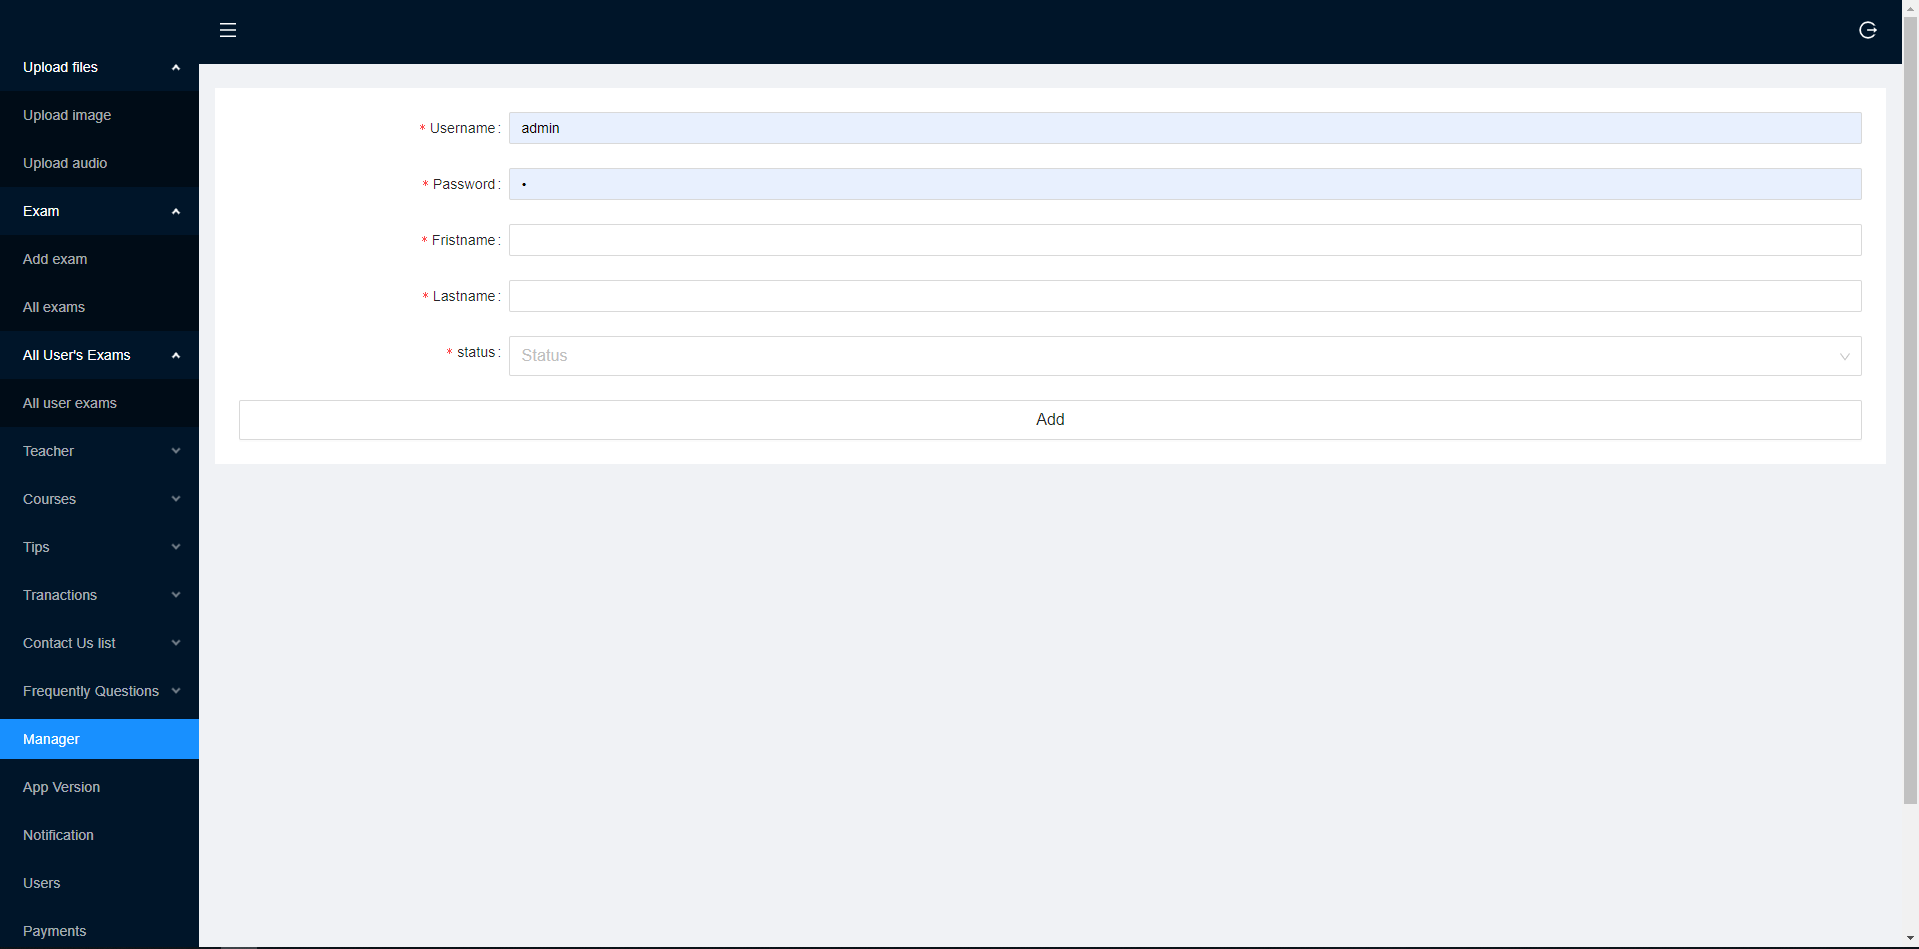 Upload files
Upload image
Upload audio
Exam
Add exam
All exams
All User's Exams
All user exams
Teacher
Courses
Tips
Tranactions
Contact Us list
Frequently Questions
Manager
App Version
Notification
Users
Payments
* Username: admin
* Password: •
* Fristname:
* Lastname:
* status: Status
Add